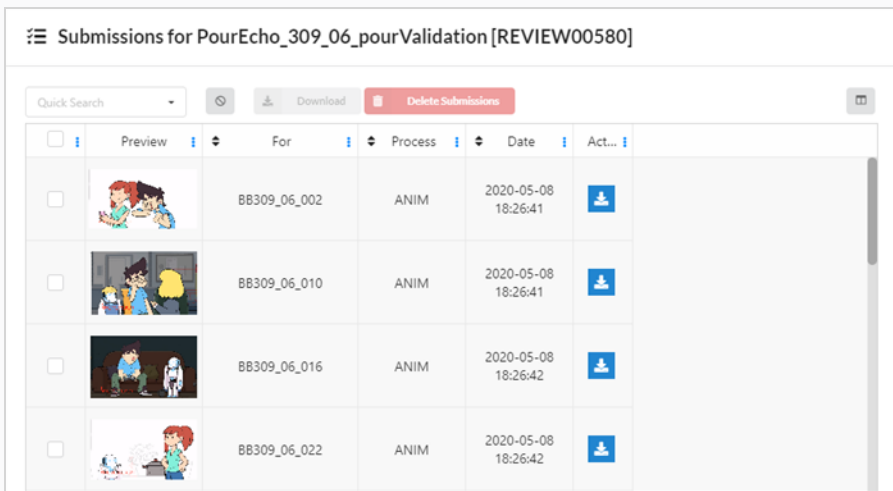 Submissions for PourEcho_309_06_pourValidation [REVIEW00580]
Quick Search
Download
Delete Submissions
Preview For Process Date Act...
BB309_06_002 ANIM 2020-05-08
18:26:41
BB309_06_010 ANIM 2020-05-08
18:26:41
BB309_06_016 ANIM 2020-05-08
18:26:42
BB309_06_022 ANIM 2020-05-08
18:26:42